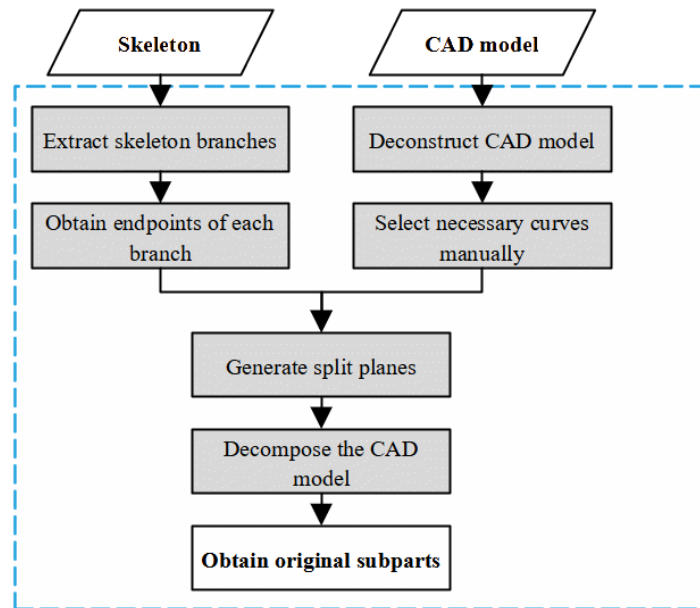 Skeleton
CAD model
Extract skeleton branches
Deconstruct CAD model
Obtain endpoints of each
branch
Select necessary curves
manually
Generate split planes
Decompose the CAD
model
Obtain original subparts